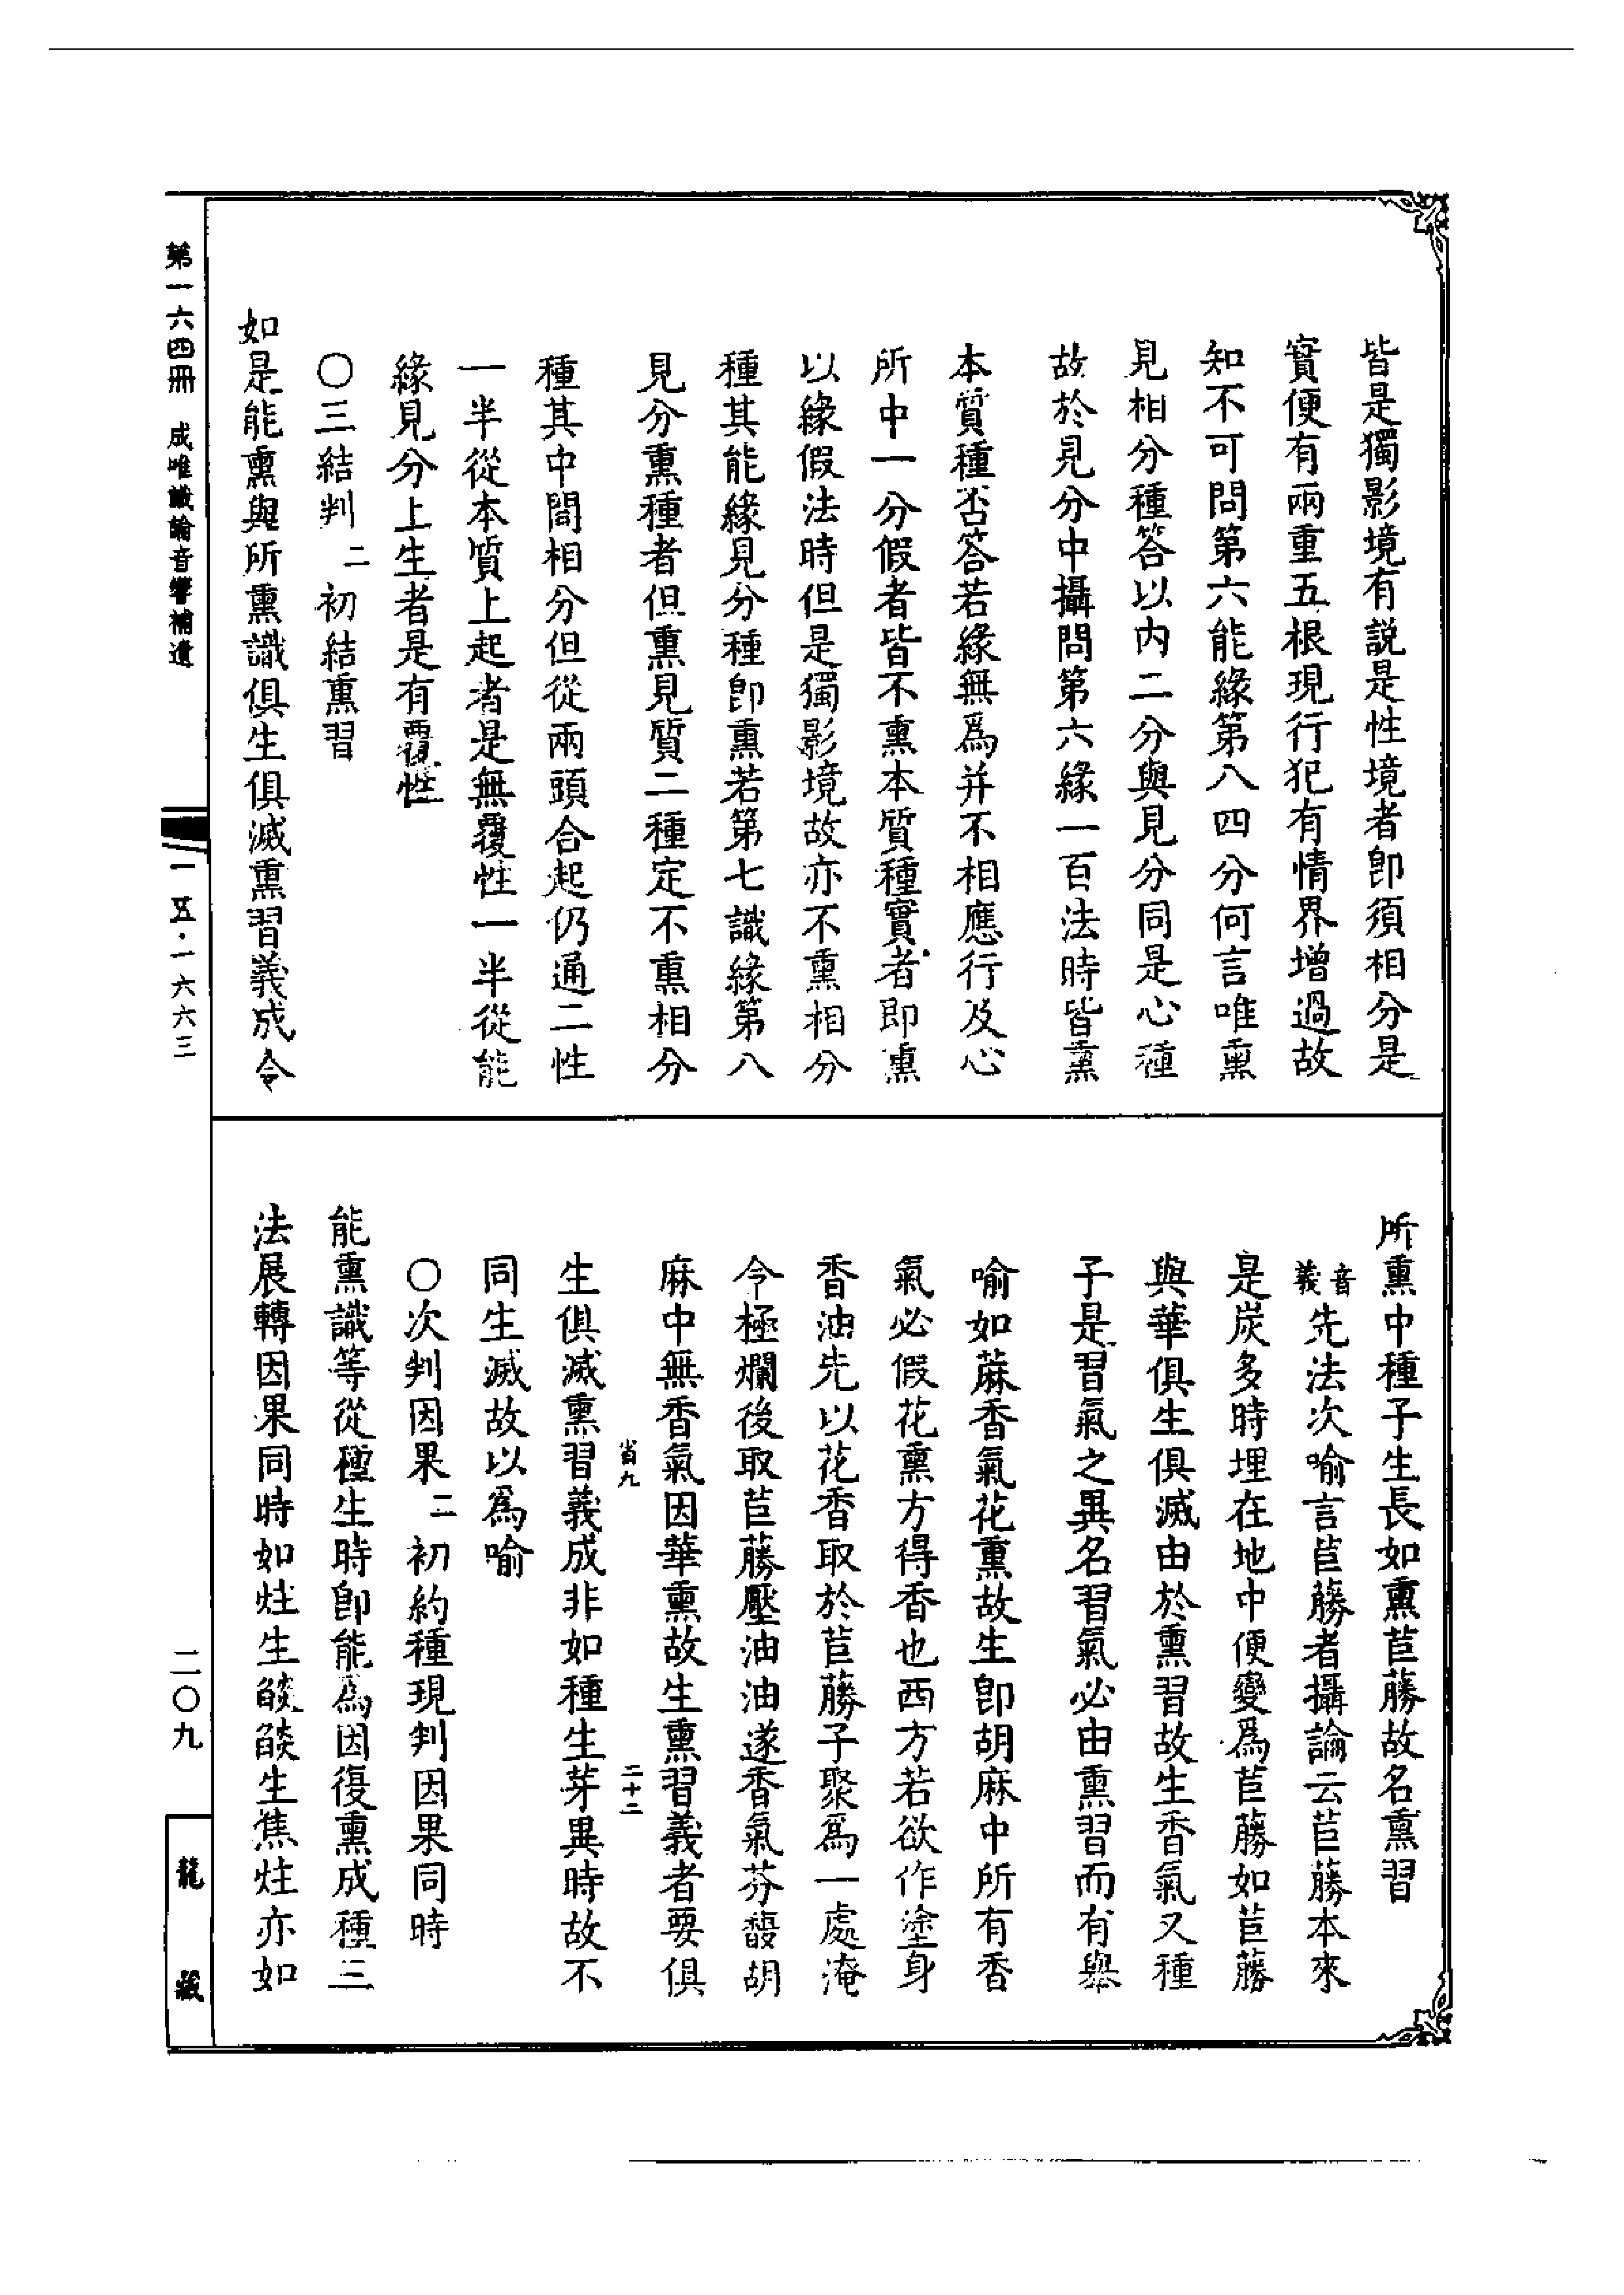 皆是獨影境有説是性境者卽須相分是
實便有兩重五根現行犯有情界增過故
知不可問第六能緣第八四分何言唯熏
見相分種答以内二分與見分同是心種
故於見分中攝問第六緣一百法時皆熏
本質種否答若緣無爲并不相應行及心
所中一分假者皆不熏本質種實者即熏
以緣假法時但是獨影境故亦不熏相分
種其能緣見分種卽熏若第七識緣第八
見分熏種者但熏見質二種定不熏相分
種其中間相分但從兩頭合起仍通二性
一半從本質上起者是無覆性一半從能
緣見分上生者是有覆性
〇三結判二初結熏習
如是能熏與所熏識俱生俱滅熏習義成令
所熏中種子生長如熏苣蕂故名熏習
音義先法次喻言苣蕂者攝論云苣蕂本來
是炭多時埋在地中便變爲苣蕂如苣蕂
與華俱生俱滅由於熏習故生香氣又種
子是習氣之異名習氣必由熏習而有舉
喻如蔴香氣花熏故生卽胡麻中所有香
氣必假花熏方得香也西方若欲作塗身
香油先以花香取於苣蕂子聚爲一處淹
令極爛後取苣蕂壓油油遂香氣芬馥胡
麻中無香氣因華熏故生熏習義者要俱
省九 二十二
生俱滅熏習義成非如種生芽異時故不
同生滅故以爲喻
〇次判因果二初約種現判因果同時
能熏識等從種生時卽能爲因復熏成種三
法展轉因果同時如炷生燄燄生焦炷亦如
第一六四冊 成唯識論音響補遺
一五·一六六三
二〇九
龍藏